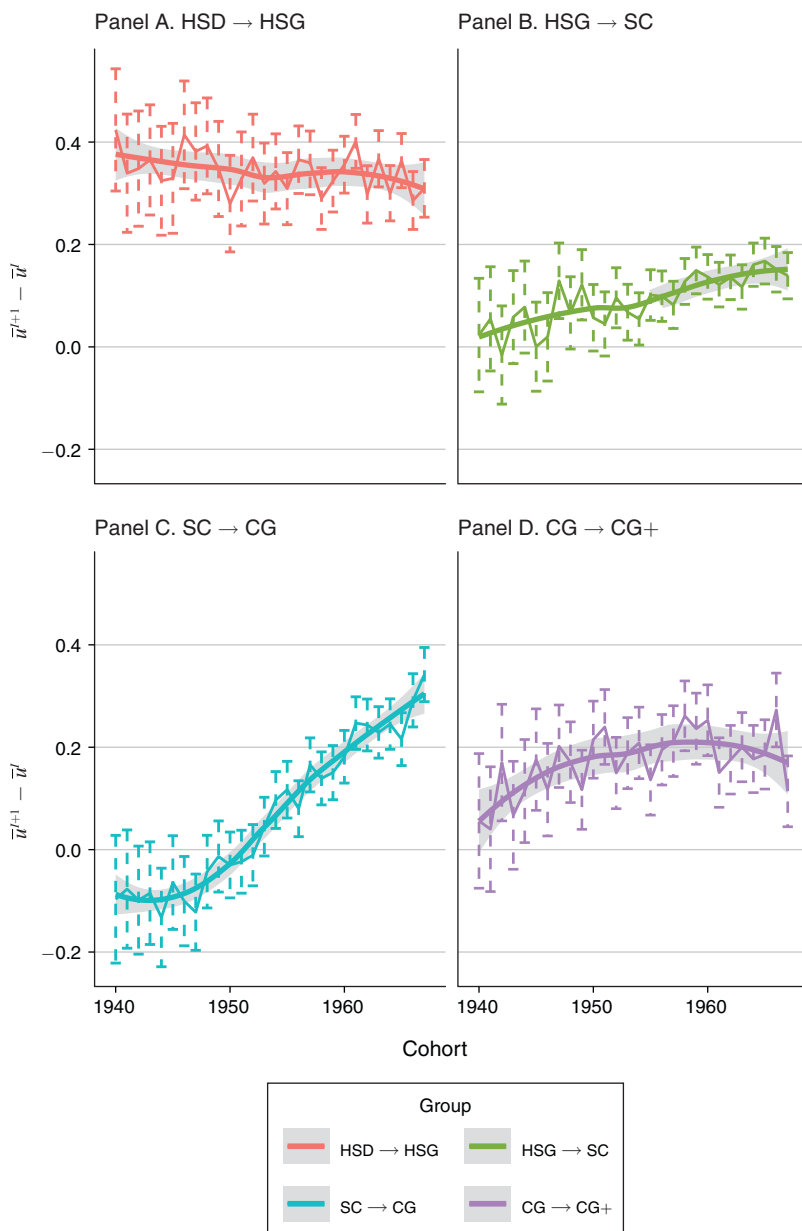 Panel A. HSD → HSG
Panel B. HSG → SC
0.4
0.2
0.0
−0.2
u̅ˡ⁺¹ − u̅ˡ
Panel C. SC → CG
Panel D. CG → CG+
0.4
0.2
0.0
−0.2
u̅ˡ⁺¹ − u̅ˡ
1940 1950 1960 1940 1950 1960
Cohort
Group
HSD → HSG HSG → SC
SC → CG CG → CG+